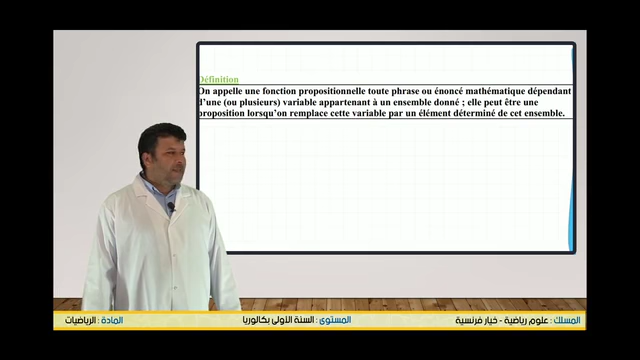 Définition
On appelle une fonction propositionnelle toute phrase ou énoncé mathématique dépendant
d'une (ou plusieurs) variable appartenant à un ensemble donné ; elle peut être une
proposition lorsqu'on remplace cette variable par un élément déterminé de cet ensemble.
المسلك : علوم رياضية - خيار فرنسية المستوى : السنة الأولى بكالوريا المادة : الرياضيات